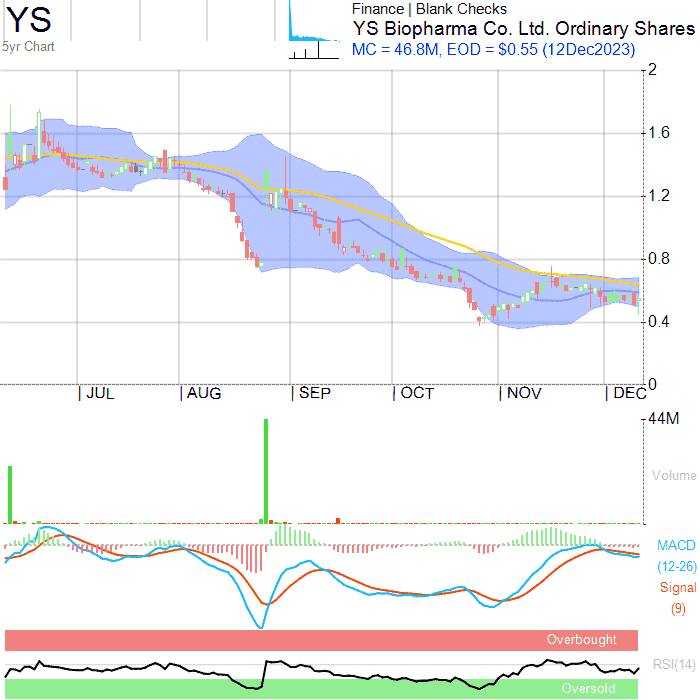 YS
5yr Chart
Finance | Blank Checks
YS Biopharma Co. Ltd. Ordinary Shares
MC = 46.8M, EOD = $0.55 (12Dec2023)
2
1.6
1.2
0.8
0.4
0
JUL AUG SEP OCT NOV DEC
44M
Volume
MACD
(12-26)
Signal
(9)
Overbought
RSI(14)
Oversold